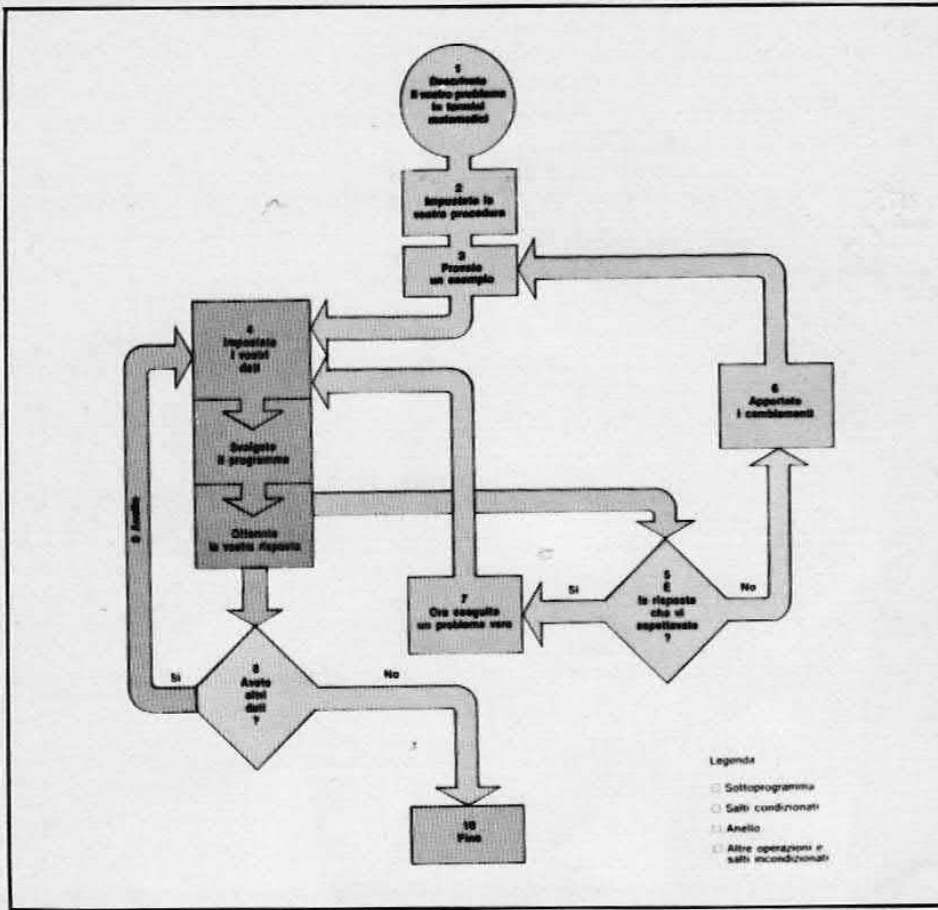 1
Descrivete
il vostro problema
in termini
matematici
2
Impostate la
vostra procedura
3
Provate
un esempio
4
Impostate
i vostri
dati
Svolgete
il programma
Ottenete
la vostra risposta
5
È
la risposta
che vi
aspettavate
?
Sì
No
6
Apportate
i cambiamenti
7
Ora eseguite
un problema vero
8
Avete
altri
dati
?
Sì
No
9 Anello
10
Fine
Legenda
Sottoprogramma
Salti condizionati
Anello
Altre operazioni e
salti incondizionati